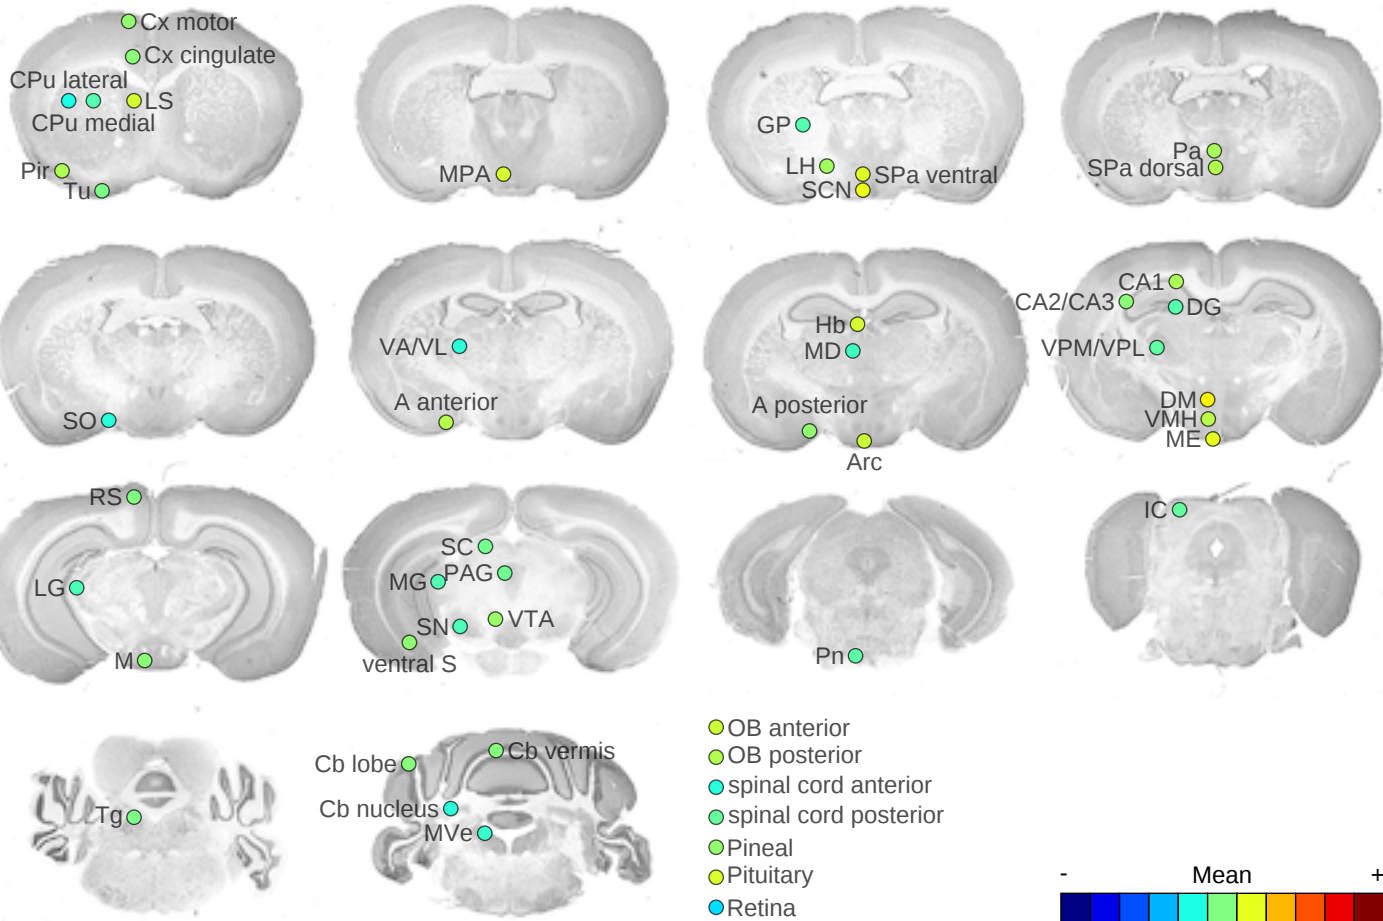 Cx motor
Cx cingulate
CPu lateral
LS
CPu medial
Pir
Tu
MPA
GP
LH
SPa ventral
SCN
Pa
SPa dorsal
SO
VA/VL
A anterior
Hb
MD
A posterior
Arc
CA1
CA2/CA3
DG
VPM/VPL
DM
VMH
ME
RS
LG
M
SC
PAG
MG
SN
VTA
ventral S
Pn
IC
Tg
Cb lobe
Cb vermis
Cb nucleus
MVe
OB anterior
OB posterior
spinal cord anterior
spinal cord posterior
Pineal
Pituitary
Retina
- Mean +